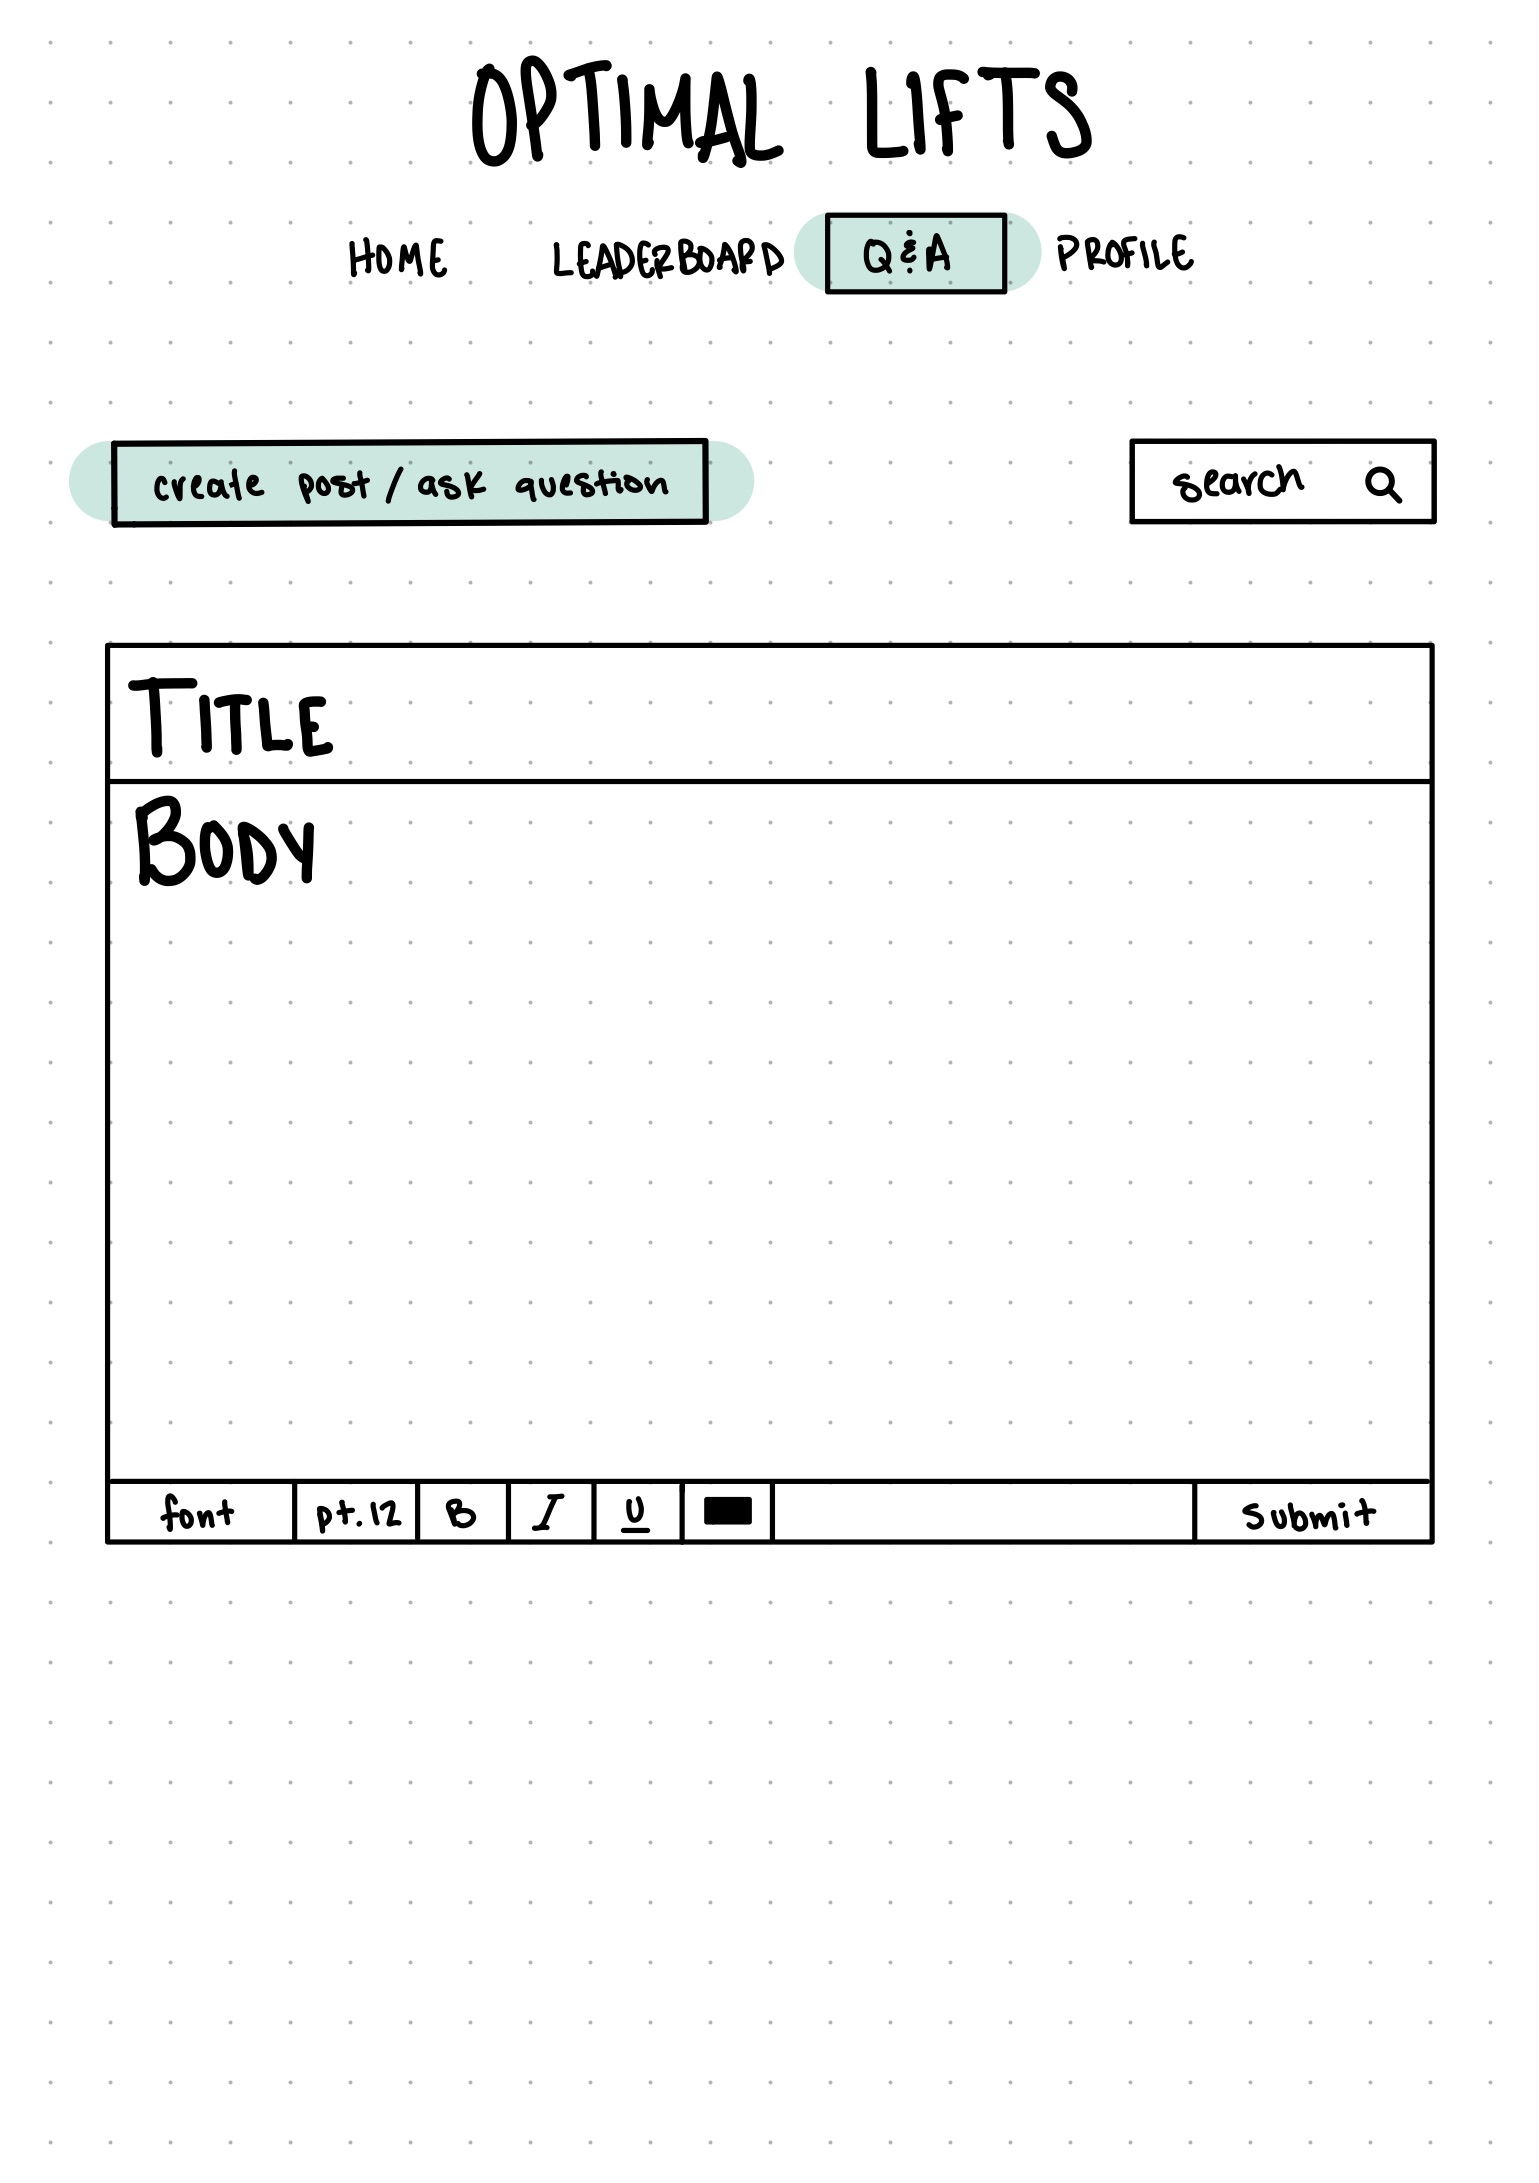 OPTIMAL LIFTS
HOME LEADERBOARD Q & A PROFILE
create post / ask question search
TITLE
BODY
font pt. 12 B I U submit